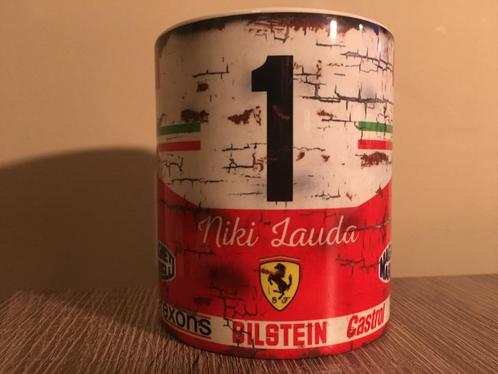 1
Niki Lauda
S F
exons BILSTEIN Castrol